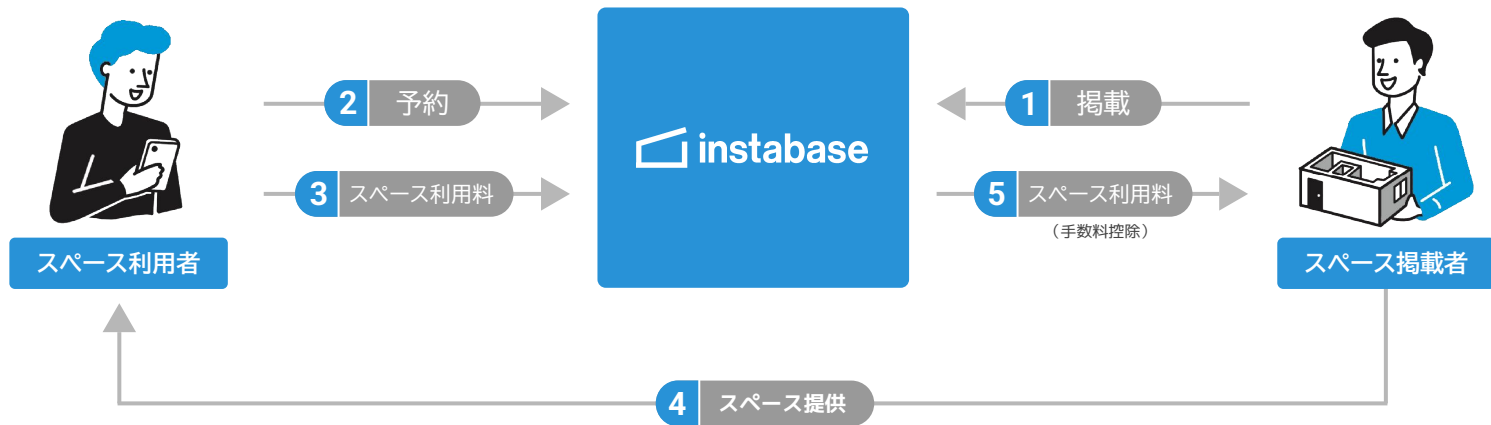 2 予約
1 掲載
instabase
3 スペース利用料
5 スペース利用料
（手数料控除）
スペース利用者
スペース掲載者
4 スペース提供